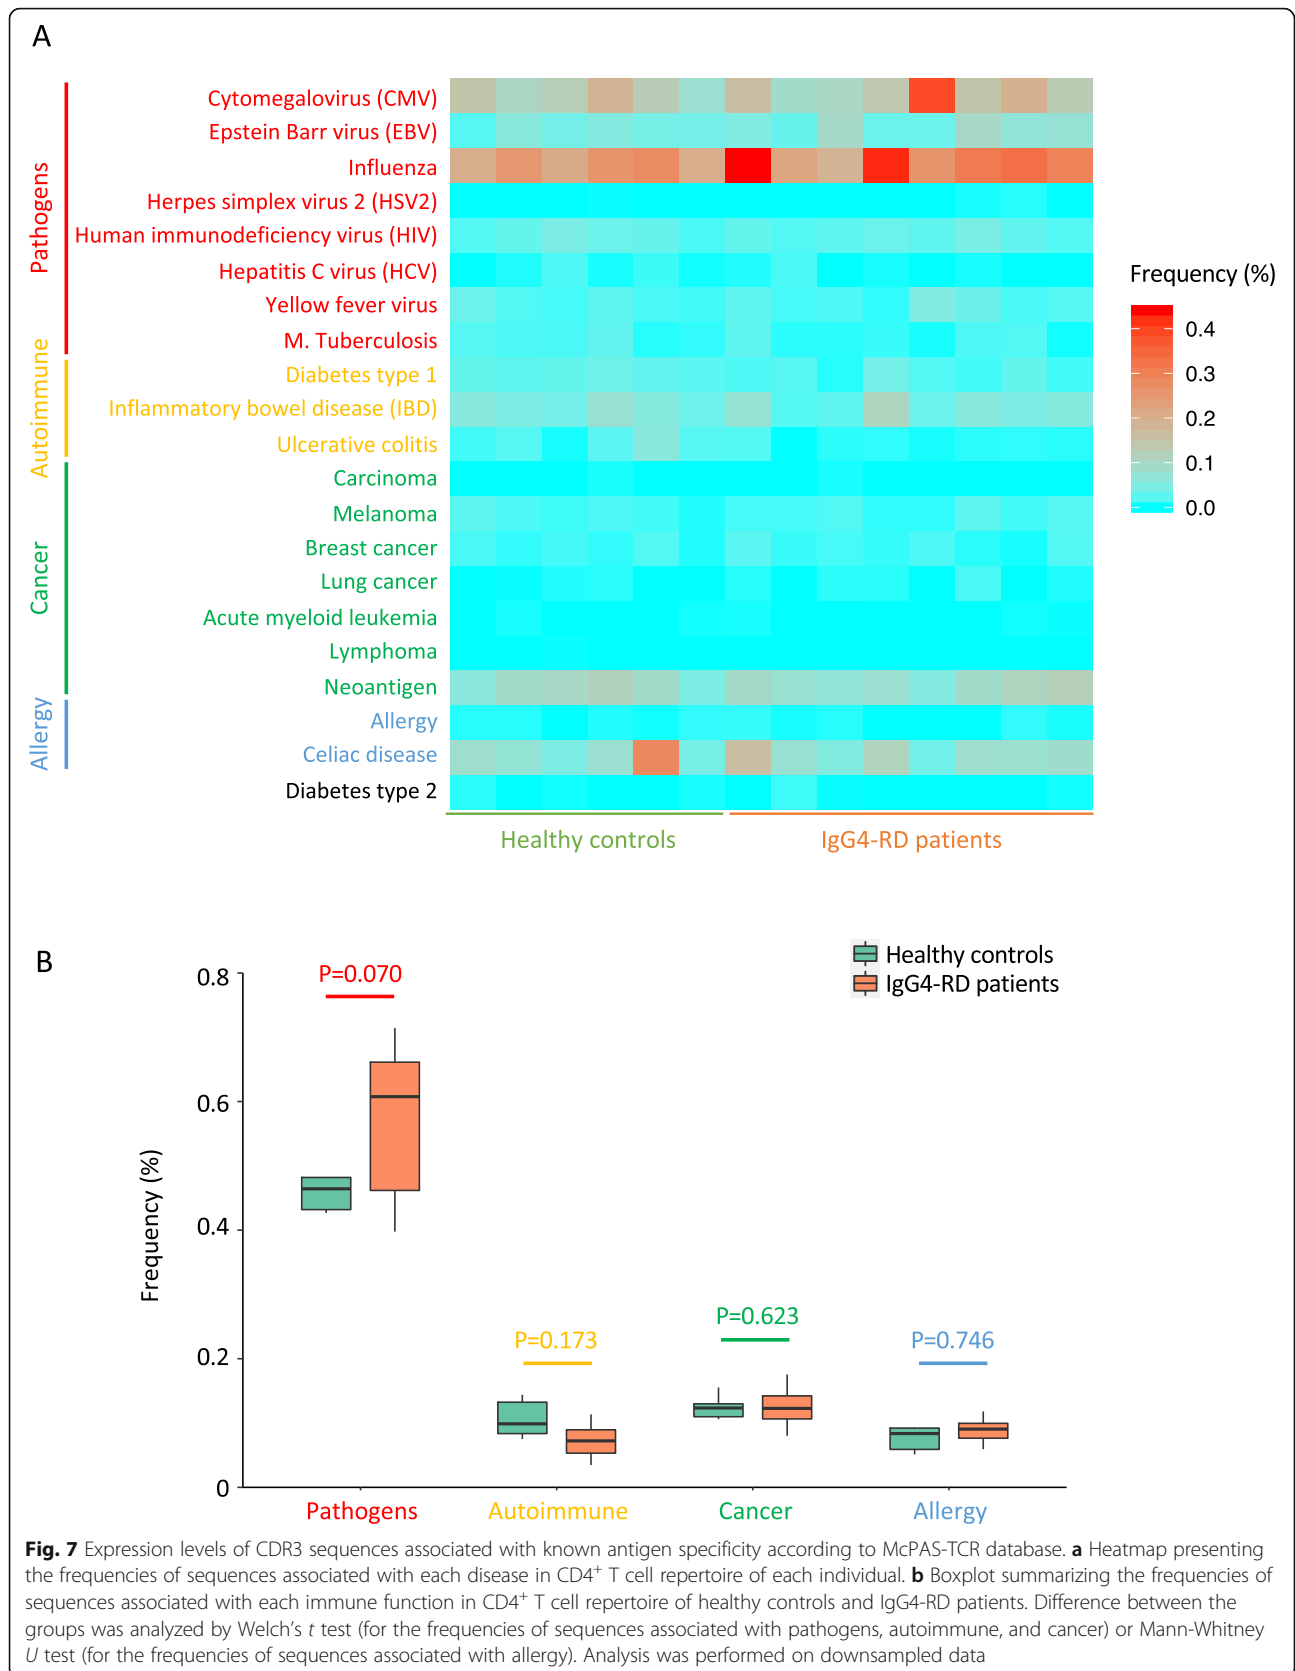 A
Pathogens
Autoimmune
Cancer
Allergy
Cytomegalovirus (CMV)
Epstein Barr virus (EBV)
Influenza
Herpes simplex virus 2 (HSV2)
Human immunodeficiency virus (HIV)
Hepatitis C virus (HCV)
Yellow fever virus
M. Tuberculosis
Diabetes type 1
Inflammatory bowel disease (IBD)
Ulcerative colitis
Carcinoma
Melanoma
Breast cancer
Lung cancer
Acute myeloid leukemia
Lymphoma
Neoantigen
Allergy
Celiac disease
Diabetes type 2
Healthy controls
IgG4-RD patients
Frequency (%)
0.4
0.3
0.2
0.1
0.0
B
Healthy controls
IgG4-RD patients
Frequency (%)
0.8
0.6
0.4
0.2
0
P=0.070
P=0.173
P=0.623
P=0.746
Pathogens
Autoimmune
Cancer
Allergy
Fig. 7 Expression levels of CDR3 sequences associated with known antigen specificity according to McPAS-TCR database. a Heatmap presenting
the frequencies of sequences associated with each disease in CD4⁺ T cell repertoire of each individual. b Boxplot summarizing the frequencies of
sequences associated with each immune function in CD4⁺ T cell repertoire of healthy controls and IgG4-RD patients. Difference between the
groups was analyzed by Welch's t test (for the frequencies of sequences associated with pathogens, autoimmune, and cancer) or Mann-Whitney
U test (for the frequencies of sequences associated with allergy). Analysis was performed on downsampled data